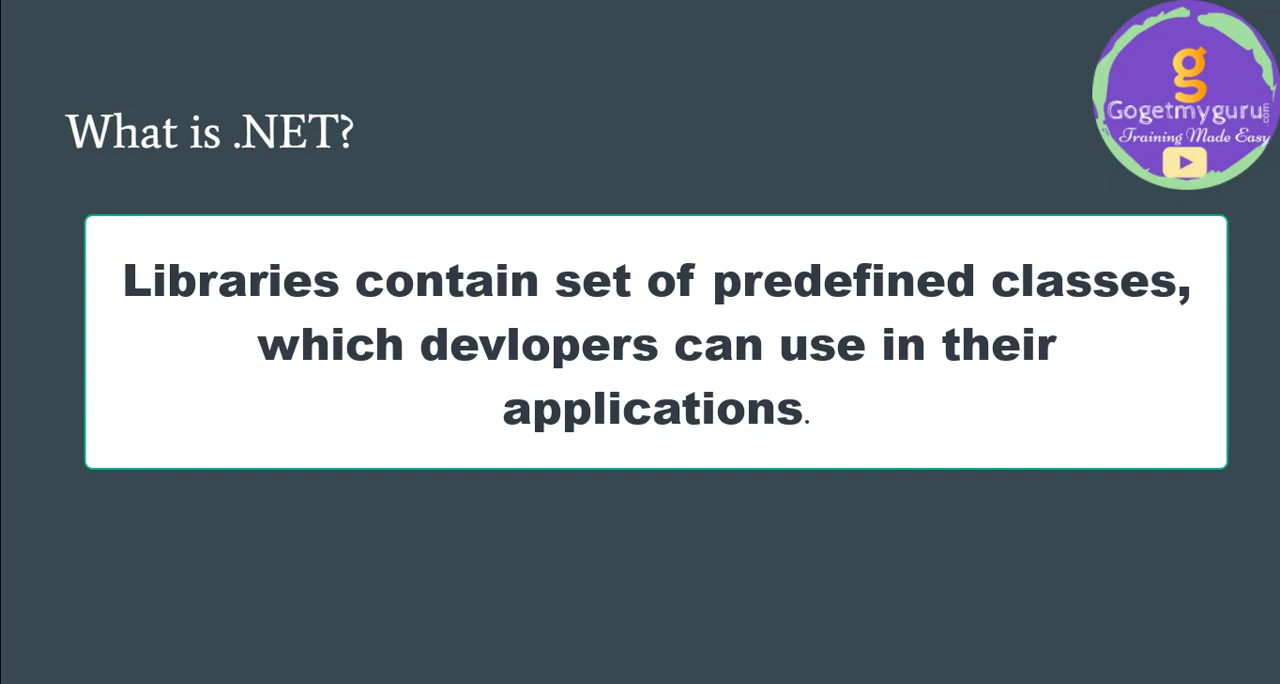 g
Gogetmyguru.com
Training Made Easy
What is .NET?
Libraries contain set of predefined classes,
which devlopers can use in their
applications.